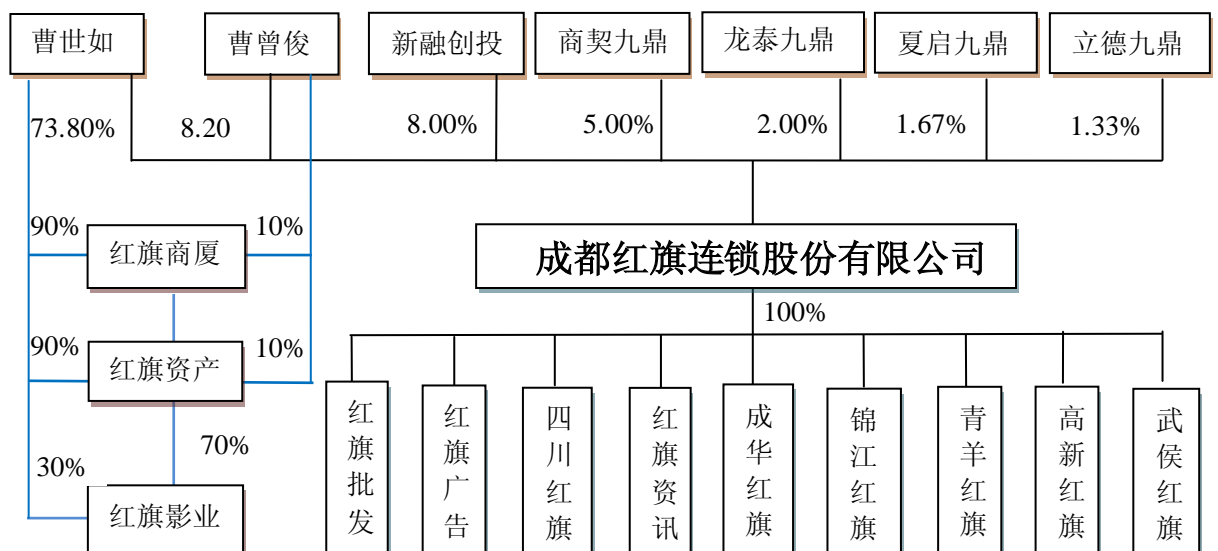 曹世如
曹曾俊
新融创投
商契九鼎
龙泰九鼎
夏启九鼎
立德九鼎
73.80%
8.20
8.00%
5.00%
2.00%
1.67%
1.33%
90%
红旗商厦
10%
成都红旗连锁股份有限公司
100%
90%
红旗资产
10%
30%
70%
红旗影业
红旗批发
红旗广告
四川红旗
红旗资讯
成华红旗
锦江红旗
青羊红旗
高新红旗
武侯红旗